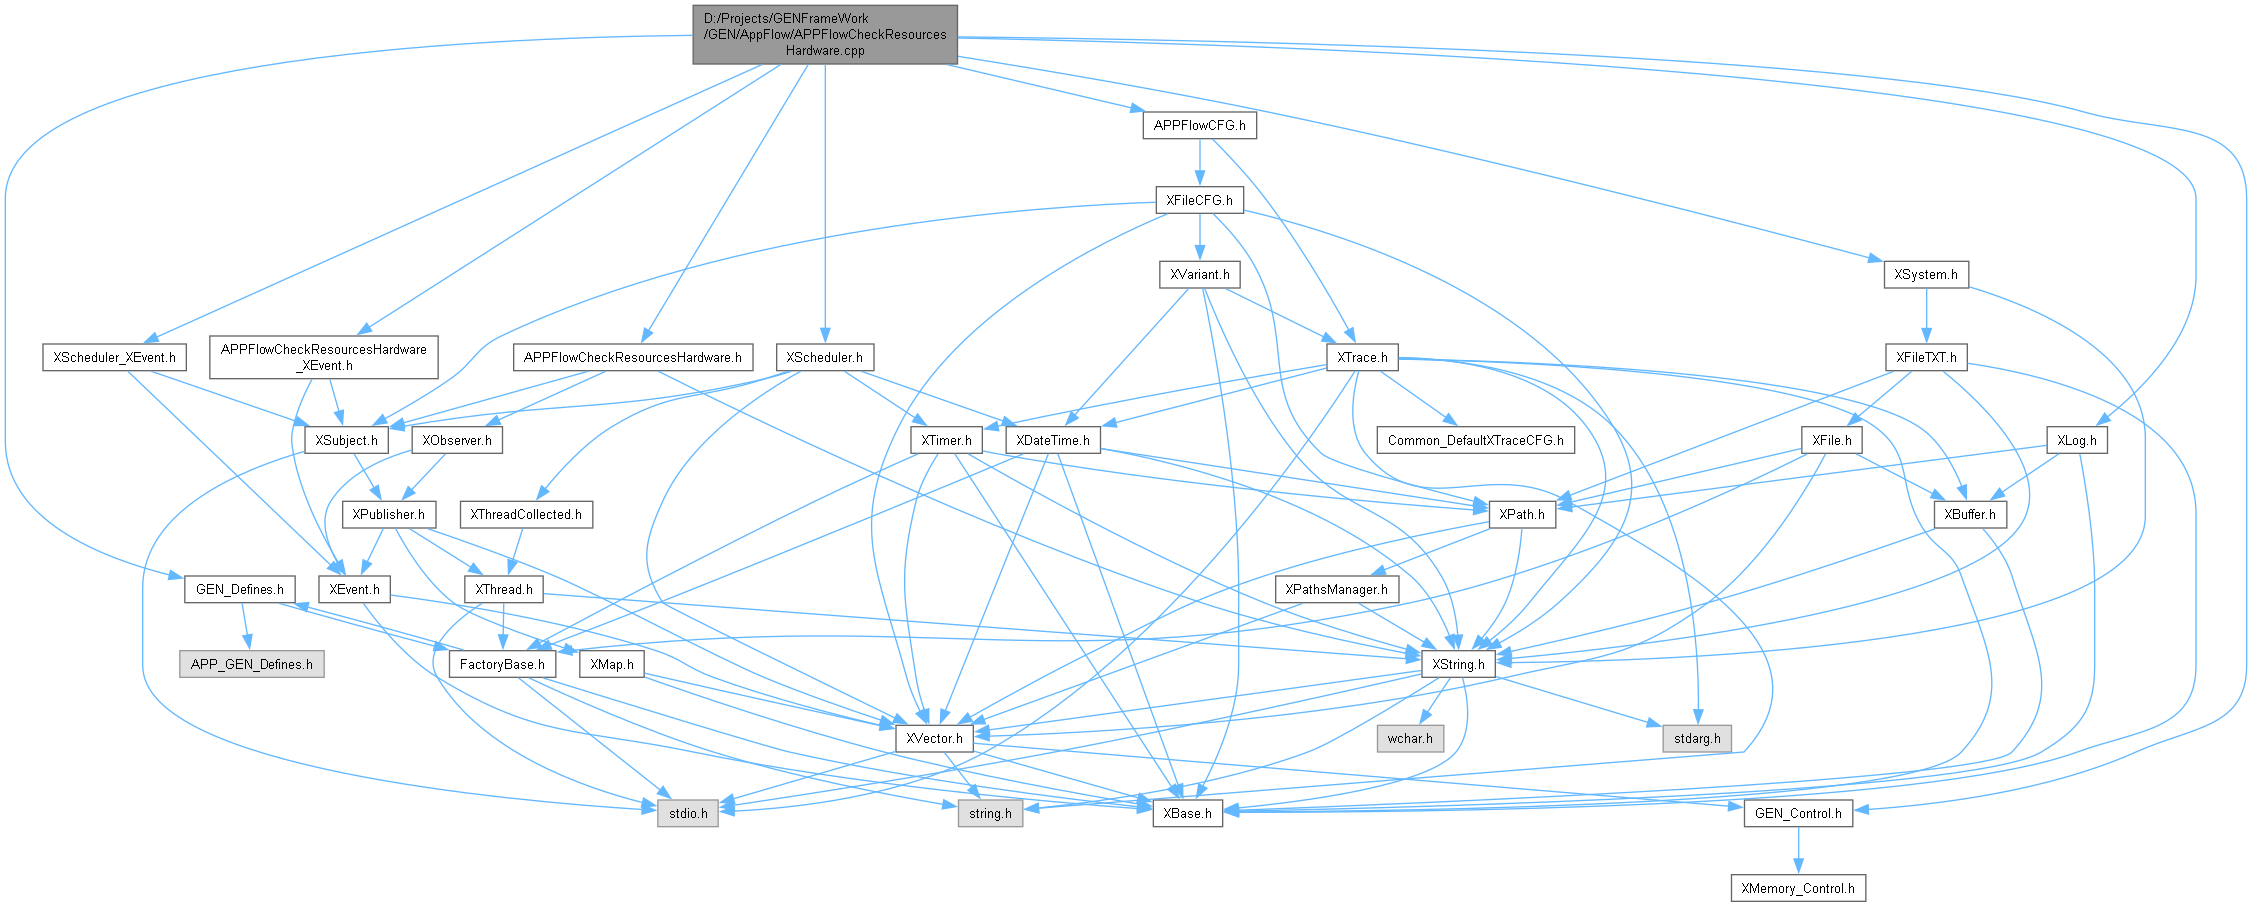 D:/Projects/GENFrameWork
/GEN/AppFlow/APPFlowCheckResources
Hardware.cpp
APPFlowCFG.h
XFileCFG.h
XVariant.h
XSystem.h
XScheduler_XEvent.h
APPFlowCheckResourcesHardware
_XEvent.h
APPFlowCheckResourcesHardware.h
XScheduler.h
XTrace.h
XFileTXT.h
XSubject.h
XObserver.h
XTimer.h
XDateTime.h
Common_DefaultXTraceCFG.h
XFile.h
XLog.h
XPublisher.h
XThreadCollected.h
XPath.h
XBuffer.h
GEN_Defines.h
XEvent.h
XThread.h
XPathsManager.h
APP_GEN_Defines.h
FactoryBase.h
XMap.h
XString.h
XVector.h
wchar.h
stdarg.h
stdio.h
string.h
XBase.h
GEN_Control.h
XMemory_Control.h